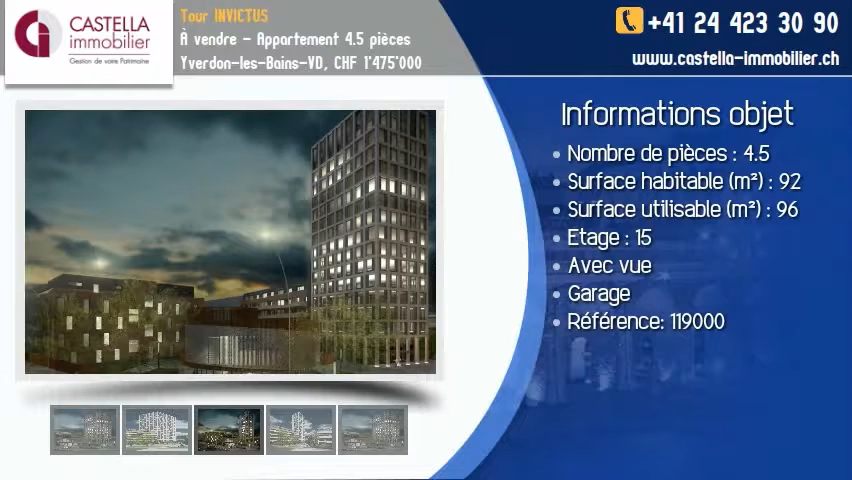 CASTELLA
immobilier
Gestion de votre Patrimoine
Tour INVICTUS
À vendre - Appartement 4.5 pièces
Yverdon-les-Bains-VD, CHF 1'475'000
+41 24 423 30 90
www.castella-immobilier.ch
Informations objet
Nombre de pièces : 4.5
Surface habitable (m²) : 92
Surface utilisable (m²) : 96
Etage : 15
Avec vue
Garage
Référence: 119000